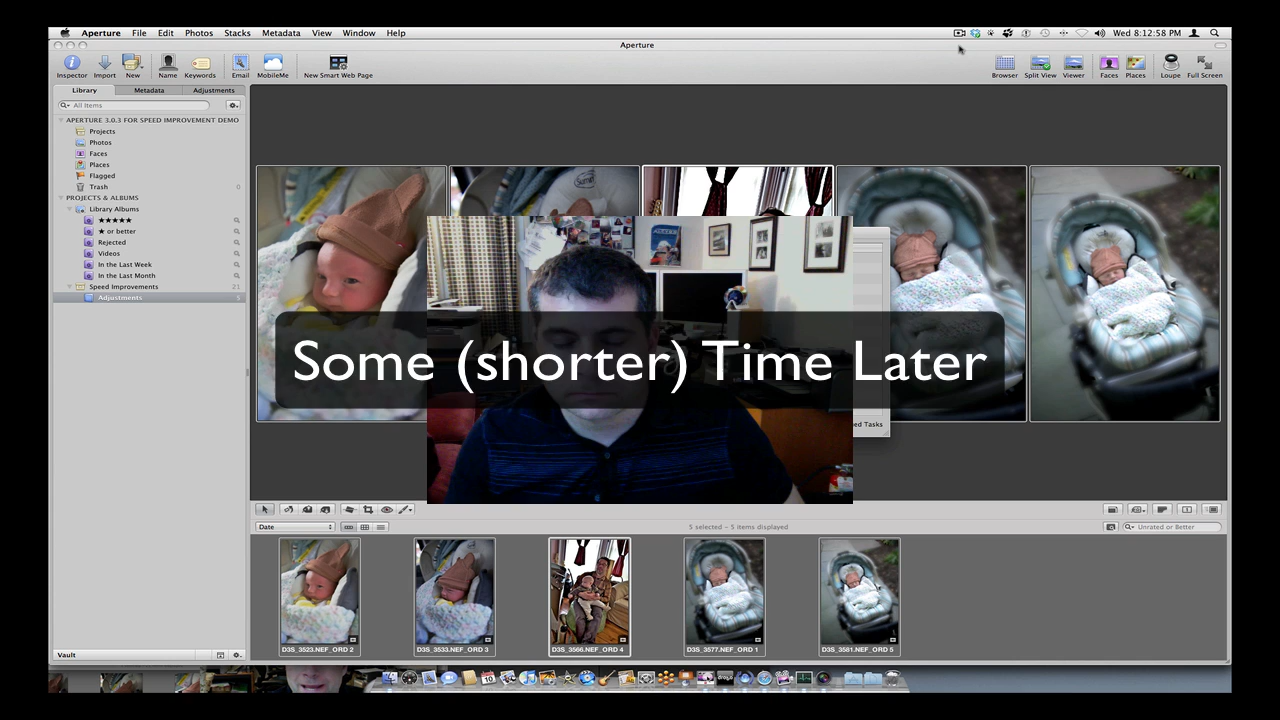 Aperture File Edit Photos Stacks Metadata View Window Help
Wed 8:12:58 PM
Aperture
Inspector Import New Name Keywords Email MobileMe New Smart Web Page
Browser Split View Viewer Faces Places Loupe Full Screen
Library Metadata Adjustments
All Items
APERTURE 3.0.3 FOR SPEED IMPROVEMENT DEMO
Projects
Photos
Faces
Places
Flagged
Trash 0
PROJECTS & ALBUMS
Library Albums
★★★★★
★ or better
Rejected
Videos
In the Last Week
In the Last Month
Speed Improvements 21
Adjustments 5
Some (shorter) Time Later
ed Tasks
Date
5 selected – 5 items displayed
Unrated or Better
D3S_3523.NEF_ORD 2
D3S_3533.NEF_ORD 3
D3S_3566.NEF_ORD 4
D3S_3577.NEF_ORD 1
D3S_3581.NEF_ORD 5
Vault